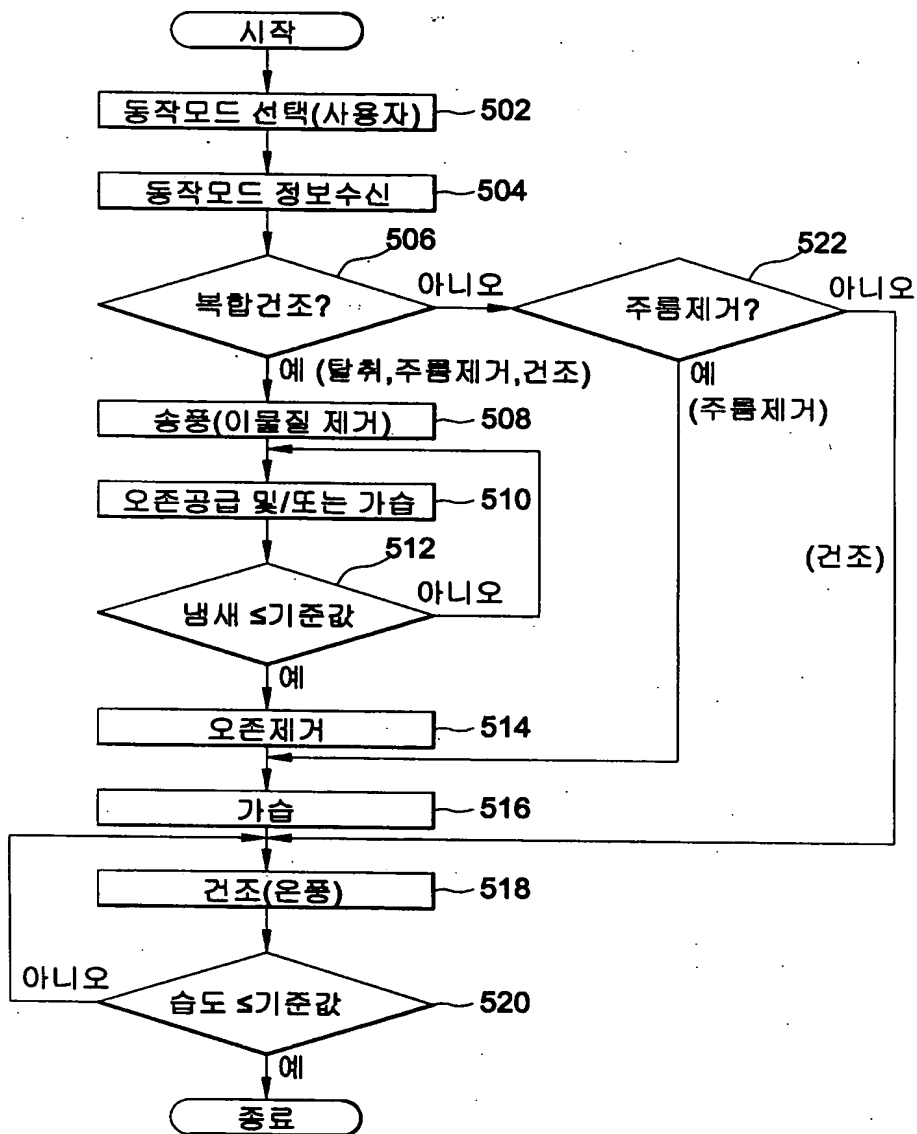 시작
동작모드 선택(사용자)
502
동작모드 정보수신
504
506
522
복합건조?
아니오
주름제거?
아니오
예 (탈취,주름제거,건조)
예
(주름제거)
송풍(이물질 제거)
508
오존공급 및/또는 가습
510
(건조)
512
냄새 ≤기준값
아니오
예
오존제거
514
가습
516
건조(온풍)
518
아니오
습도 ≤기준값
520
예
종료